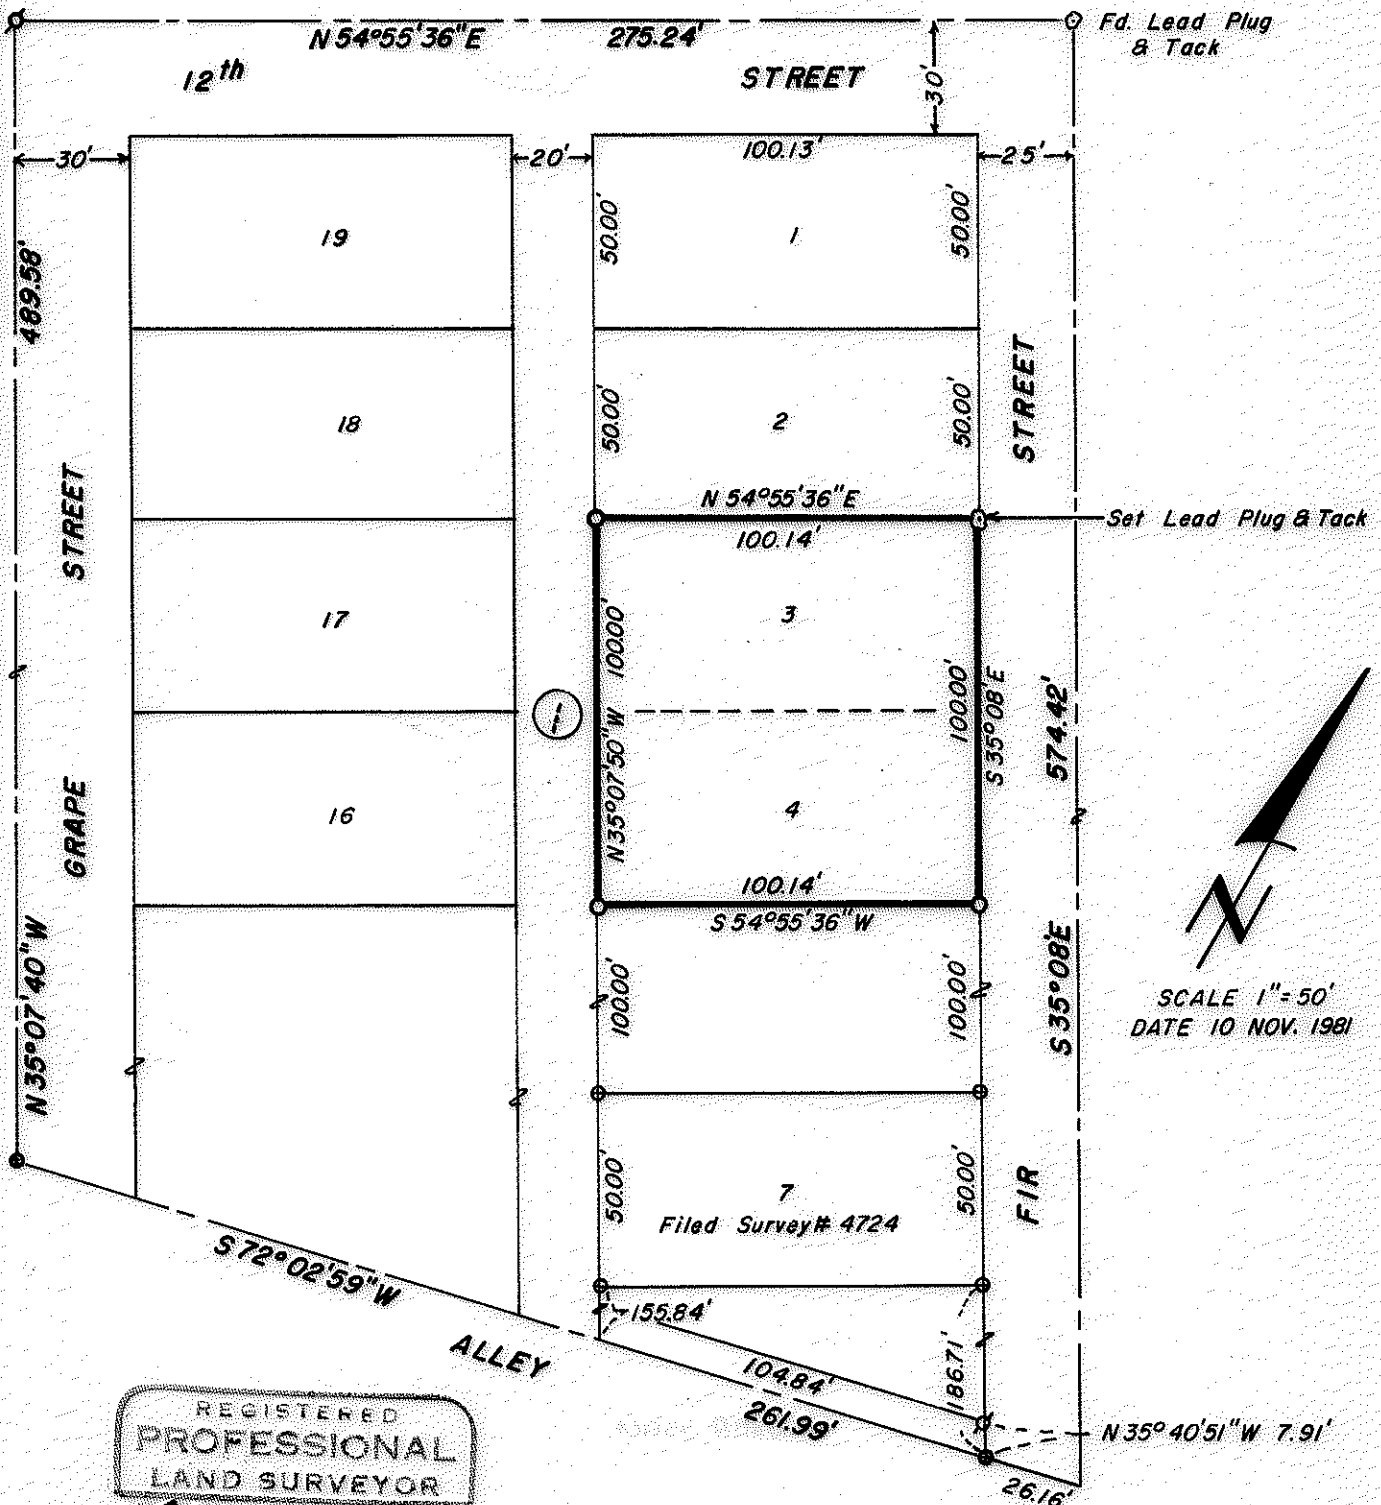 Fd. Lead Plug
& Tack
N 54°55'36"E 275.24'
12th STREET
30'
30'
20'
100.13'
25'
489.58'
19
50.00'
1
50.00'
18
50.00'
2
50.00'
STREET
N 54°55'36"E
Set Lead Plug & Tack
100.14'
GRAPE STREET
17
100.00'
3
100.00'
S 35°08'E
574.42'
1
N 35°07'50"W
16
4
100.14'
S 54°55'36"W
N 35°07'40"W
100.00'
100.00'
S 35°08'E
SCALE 1"=50'
DATE 10 NOV. 1981
N
50.00'
7
50.00'
FIR
Filed Survey# 4724
S 72°02'59"W
155.84'
ALLEY
104.84'
186.71'
261.99'
N 35°40'51"W 7.91'
26.16'
REGISTERED
PROFESSIONAL
LAND SURVEYOR